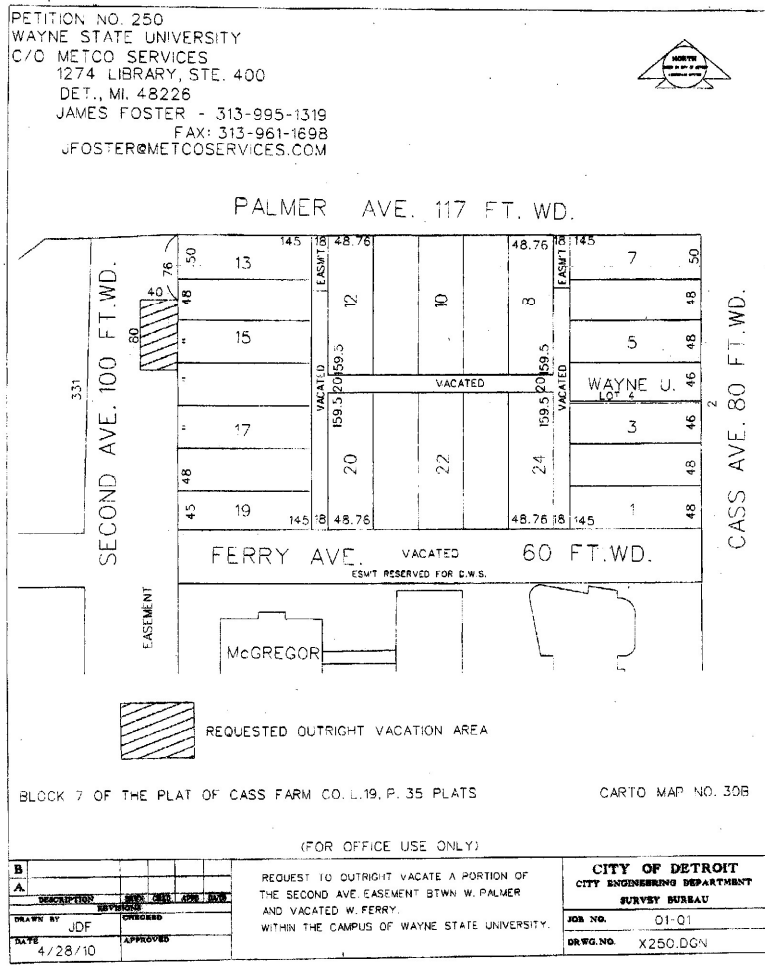 PETITION NO. 250
WAYNE STATE UNIVERSITY
C/O METCO SERVICES
1274 LIBRARY, STE. 400
DET., MI. 48226
JAMES FOSTER - 313-995-1319
FAX: 313-961-1698
JFOSTER@METCOSERVICES.COM
NORTH
PALMER AVE. 117 FT. WD.
145 18 48.76 48.76 18 145
50 13 EASM'T 12 10 8 EASM'T 7 50
76
40 48 48
80 15 5 48
331
SECOND AVE. 100 FT.WD.
159.5 20 159.5 VACATED 159.5 20 159.5
VACATED VACATED
WAYNE U. 46
LOT 4
2
CASS AVE. 80 FT.WD.
" 17 3 46
48 20 22 24 48
45 19 1 48
145 18 48.76 48.76 18 145
FERRY AVE. VACATED 60 FT.WD.
ESM'T RESERVED FOR D.W.S.
EASEMENT
McGREGOR
REQUESTED OUTRIGHT VACATION AREA
BLOCK 7 OF THE PLAT OF CASS FARM CO. L.19, P. 35 PLATS
CARTO MAP NO. 30B
(FOR OFFICE USE ONLY)
B
A
DESCRIPTION DRWN CHKD APPD DATE
REVISIONS
DRAWN BY JDF
CHECKED
DATE 4/28/10
APPROVED
REQUEST TO OUTRIGHT VACATE A PORTION OF
THE SECOND AVE. EASEMENT BTWN W. PALMER
AND VACATED W. FERRY.
WITHIN THE CAMPUS OF WAYNE STATE UNIVERSITY.
CITY OF DETROIT
CITY ENGINEERING DEPARTMENT
SURVEY BUREAU
JOB NO. 01-01
DRWG. NO. X250.DGN